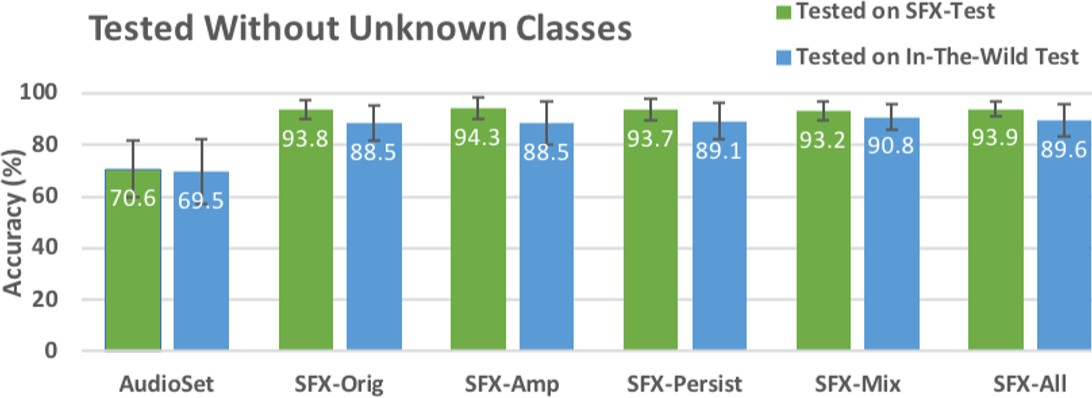 Tested Without Unknown Classes
Tested on SFX-Test
Tested on In-The-Wild Test
Accuracy (%)
100
80
60
40
20
0
70.6 69.5 93.8 88.5 94.3 88.5 93.7 89.1 93.2 90.8 93.9 89.6
AudioSet SFX-Orig SFX-Amp SFX-Persist SFX-Mix SFX-All